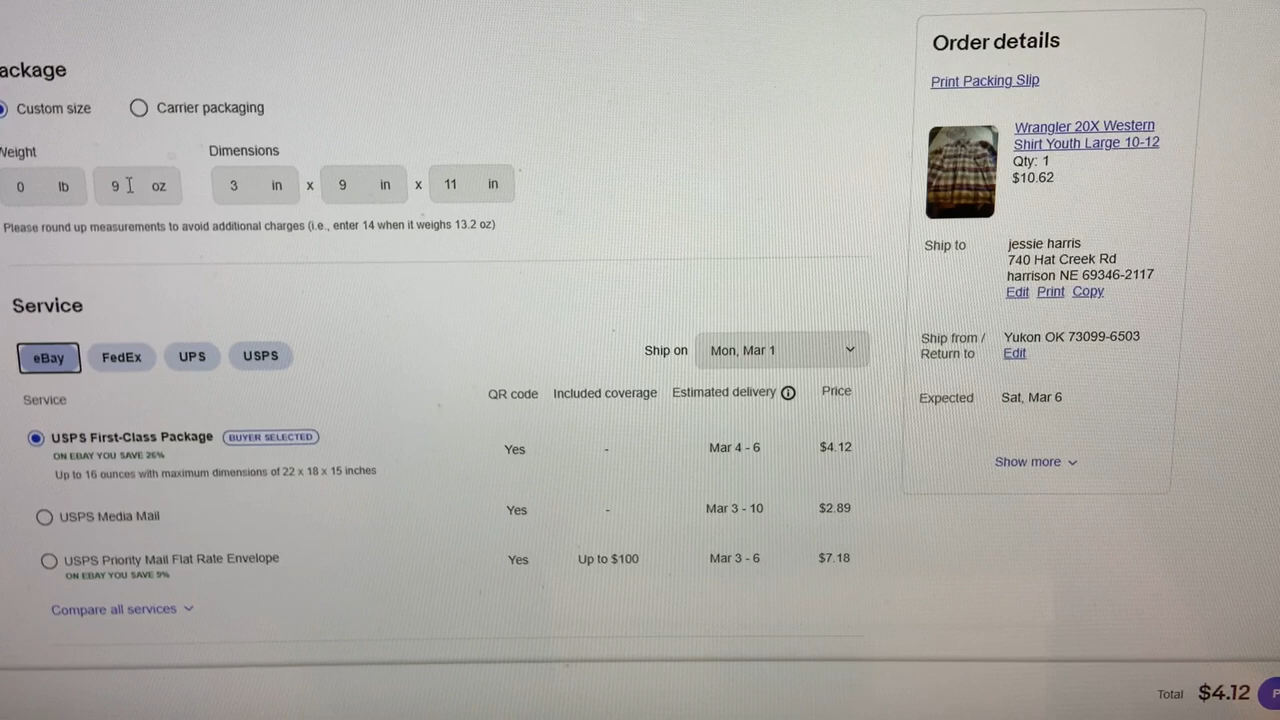 ackage
Custom size
Carrier packaging
Weight
Dimensions
0 lb
9 oz
3 in x 9 in x 11 in
Please round up measurements to avoid additional charges (i.e., enter 14 when it weighs 13.2 oz)
Service
eBay
FedEx
UPS
USPS
Ship on
Mon, Mar 1
Service
QR code
Included coverage
Estimated delivery
Price
USPS First-Class Package
BUYER SELECTED
ON EBAY YOU SAVE 26%
Up to 16 ounces with maximum dimensions of 22 x 18 x 15 inches
Yes
-
Mar 4 - 6
$4.12
USPS Media Mail
Yes
-
Mar 3 - 10
$2.89
USPS Priority Mail Flat Rate Envelope
ON EBAY YOU SAVE 9%
Yes
Up to $100
Mar 3 - 6
$7.18
Compare all services
Order details
Print Packing Slip
Wrangler 20X Western
Shirt Youth Large 10-12
Qty: 1
$10.62
Ship to
jessie harris
740 Hat Creek Rd
harrison NE 69346-2117
Edit Print Copy
Ship from /
Return to
Yukon OK 73099-6503
Edit
Expected
Sat, Mar 6
Show more
Total $4.12
P